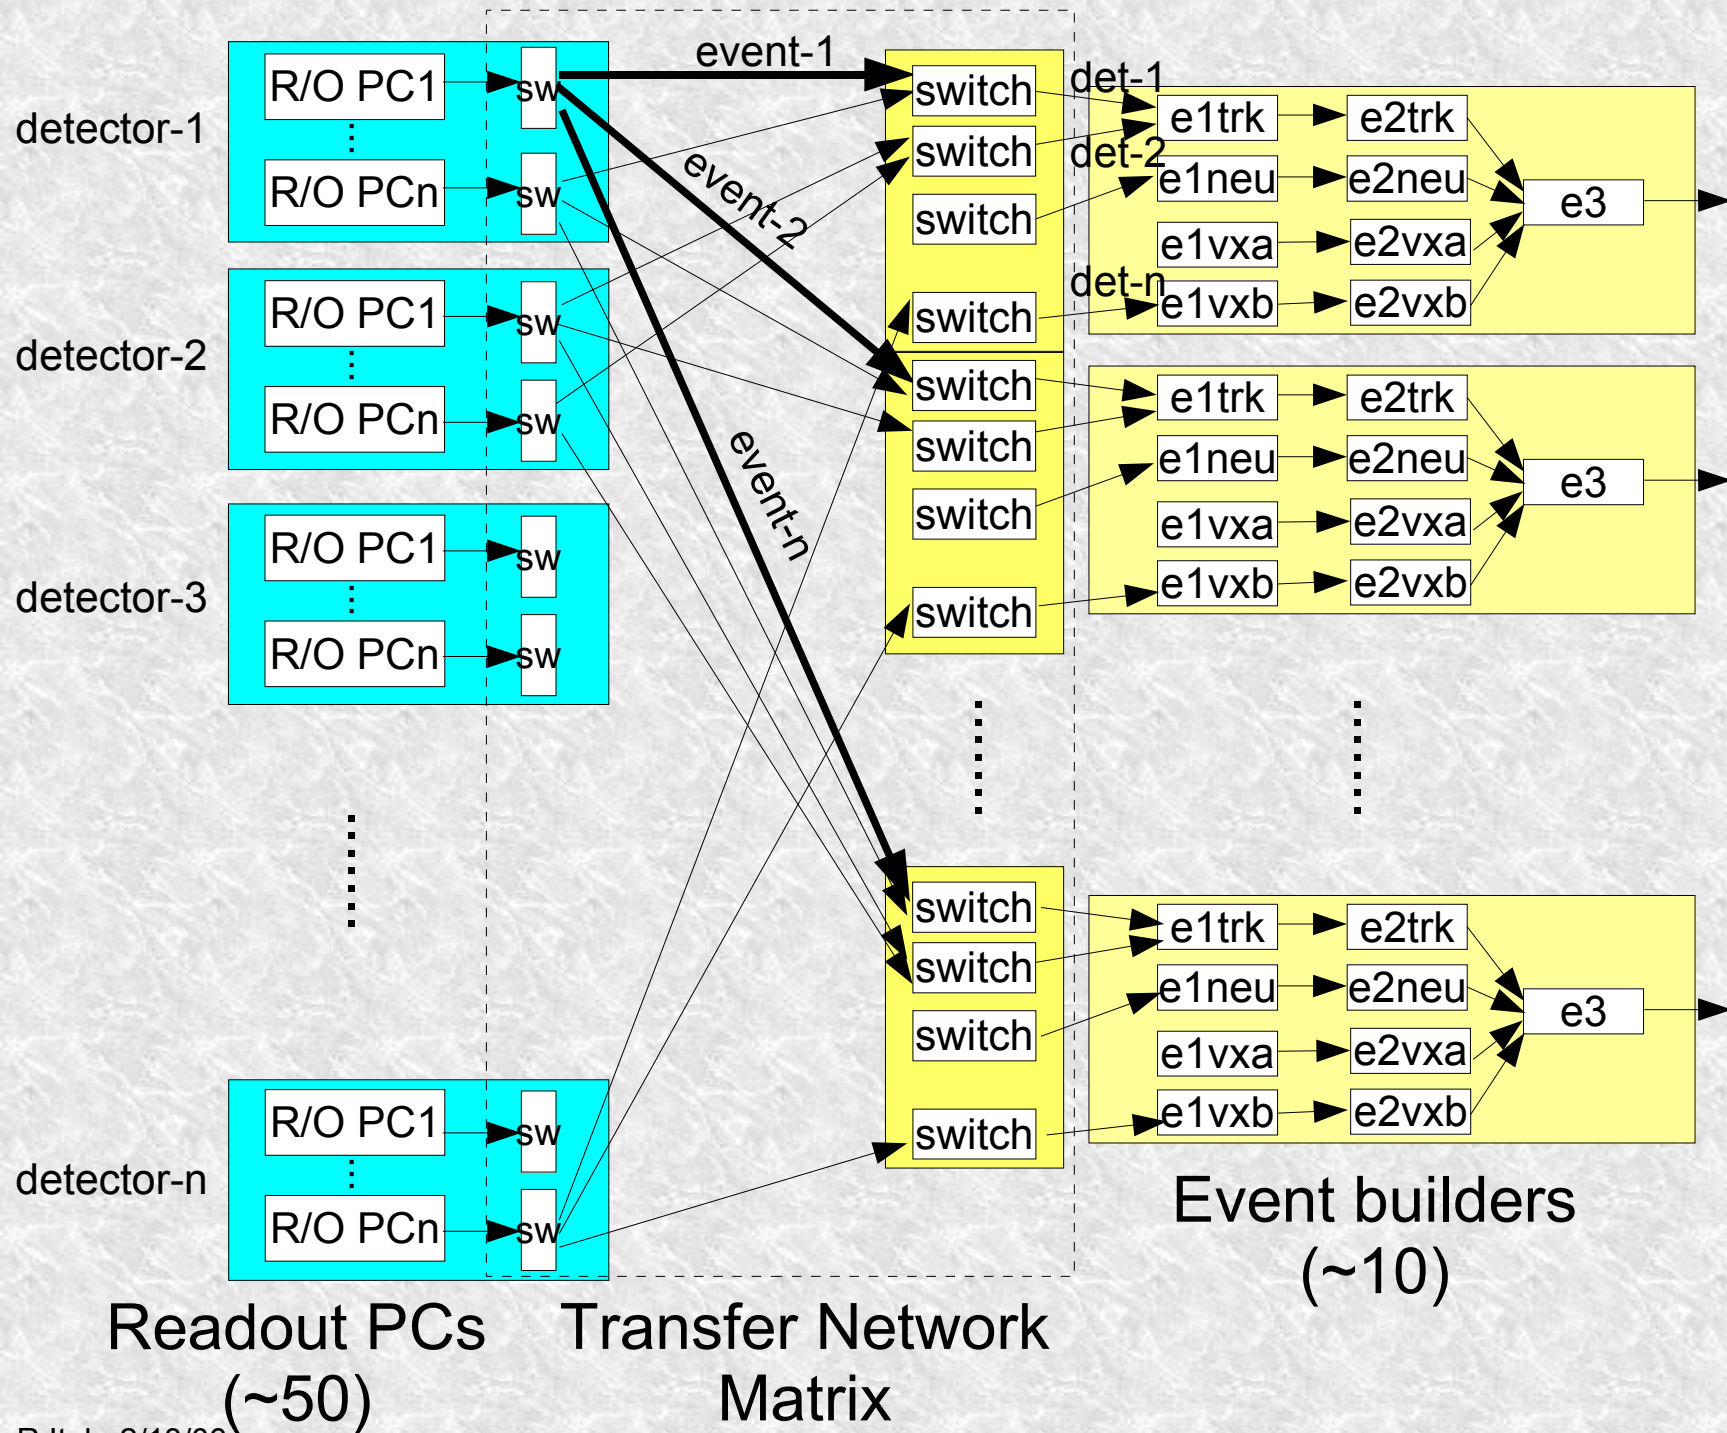 detector-1
R/O PC1
sw
R/O PCn
sw
detector-2
R/O PC1
sw
R/O PCn
sw
detector-3
R/O PC1
sw
R/O PCn
sw
detector-n
R/O PC1
sw
R/O PCn
sw
Readout PCs
(~50)
event-1
event-2
event-n
switch
switch
switch
switch
switch
switch
switch
switch
switch
switch
switch
switch
Transfer Network
Matrix
det-1
det-2
det-n
e1trk e2trk
e1neu e2neu
e1vxa e2vxa
e1vxb e2vxb
e3
e1trk e2trk
e1neu e2neu
e1vxa e2vxa
e1vxb e2vxb
e3
e1trk e2trk
e1neu e2neu
e1vxa e2vxa
e1vxb e2vxb
e3
Event builders
(~10)